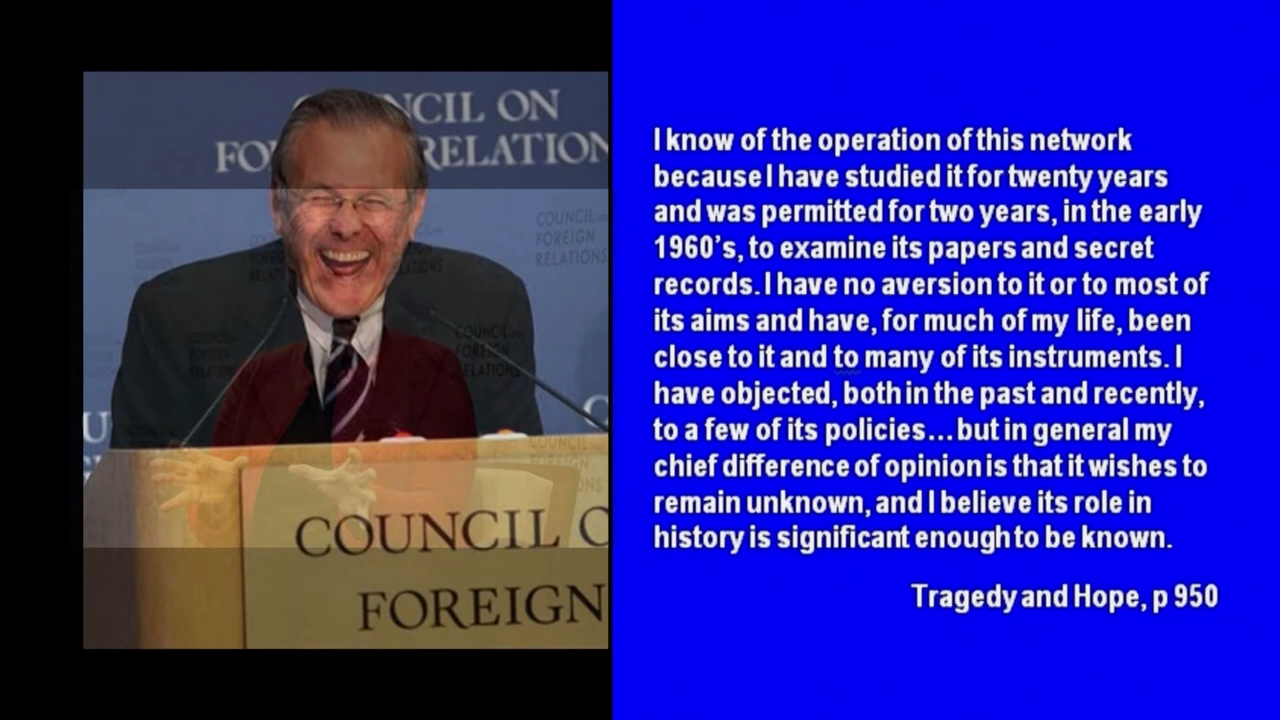 COUNCIL ON
FOREIGN RELATION
COUNCIL on
FOREIGN
RELATIONS
COUNCIL on
FOREIGN
RELATIONS
COUNCIL O
FOREIGN
I know of the operation of this network
because I have studied it for twenty years
and was permitted for two years, in the early
1960's, to examine its papers and secret
records. I have no aversion to it or to most of
its aims and have, for much of my life, been
close to it and to many of its instruments. I
have objected, both in the past and recently,
to a few of its policies…but in general my
chief difference of opinion is that it wishes to
remain unknown, and I believe its role in
history is significant enough to be known.
Tragedy and Hope, p 950